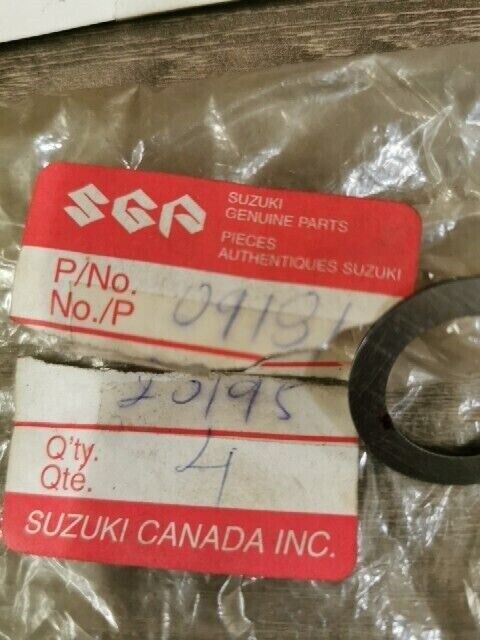 SGP
SUZUKI
GENUINE PARTS
PIECES
AUTHENTIQUES SUZUKI
P/No.
No./P
09181
20195
Q'ty.
Qté.
4
SUZUKI CANADA INC.